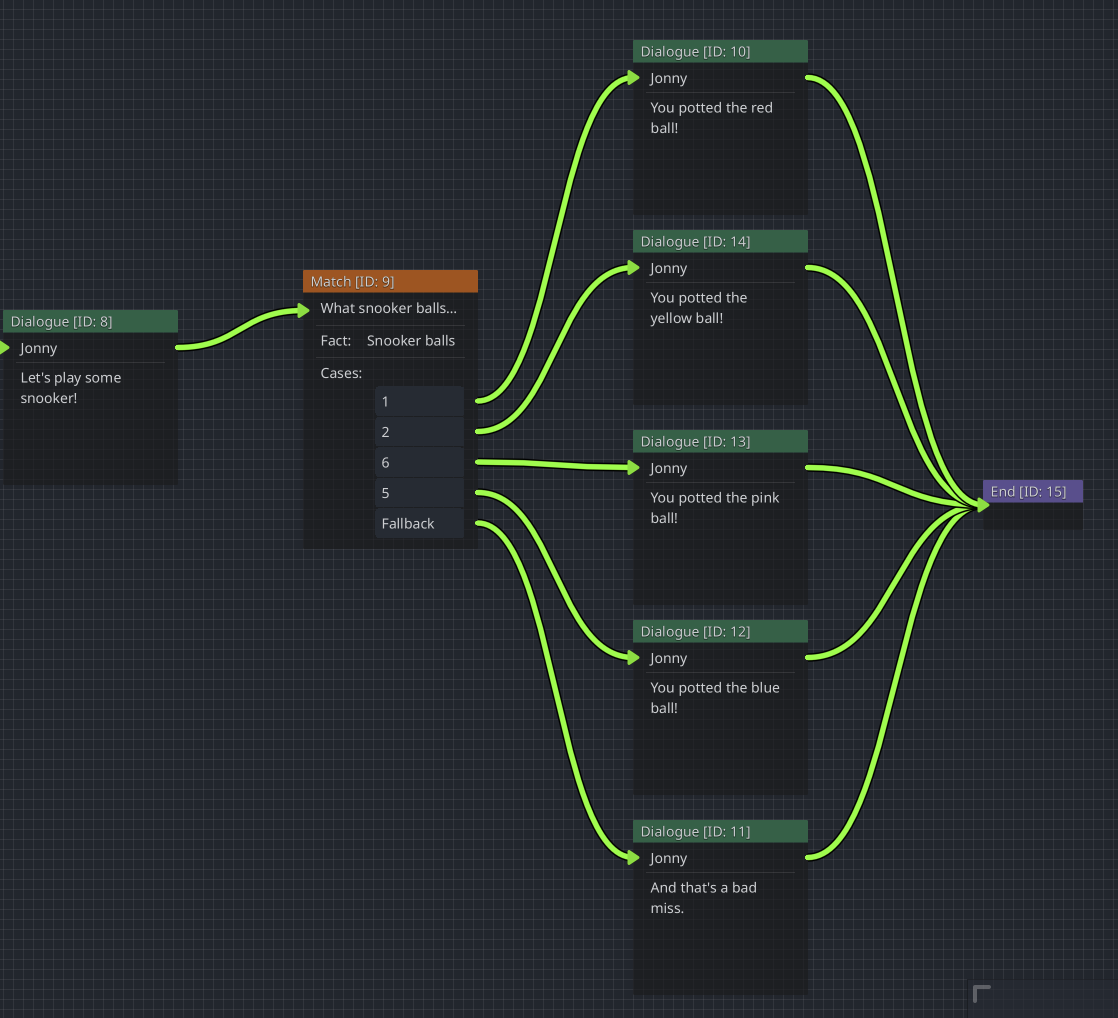 Dialogue [ID: 8]
Jonny
Let's play some
snooker!
Match [ID: 9]
What snooker balls...
Fact: Snooker balls
Cases:
1
2
6
5
Fallback
Dialogue [ID: 10]
Jonny
You potted the red
ball!
Dialogue [ID: 14]
Jonny
You potted the
yellow ball!
Dialogue [ID: 13]
Jonny
You potted the pink
ball!
Dialogue [ID: 12]
Jonny
You potted the blue
ball!
Dialogue [ID: 11]
Jonny
And that's a bad
miss.
End [ID: 15]